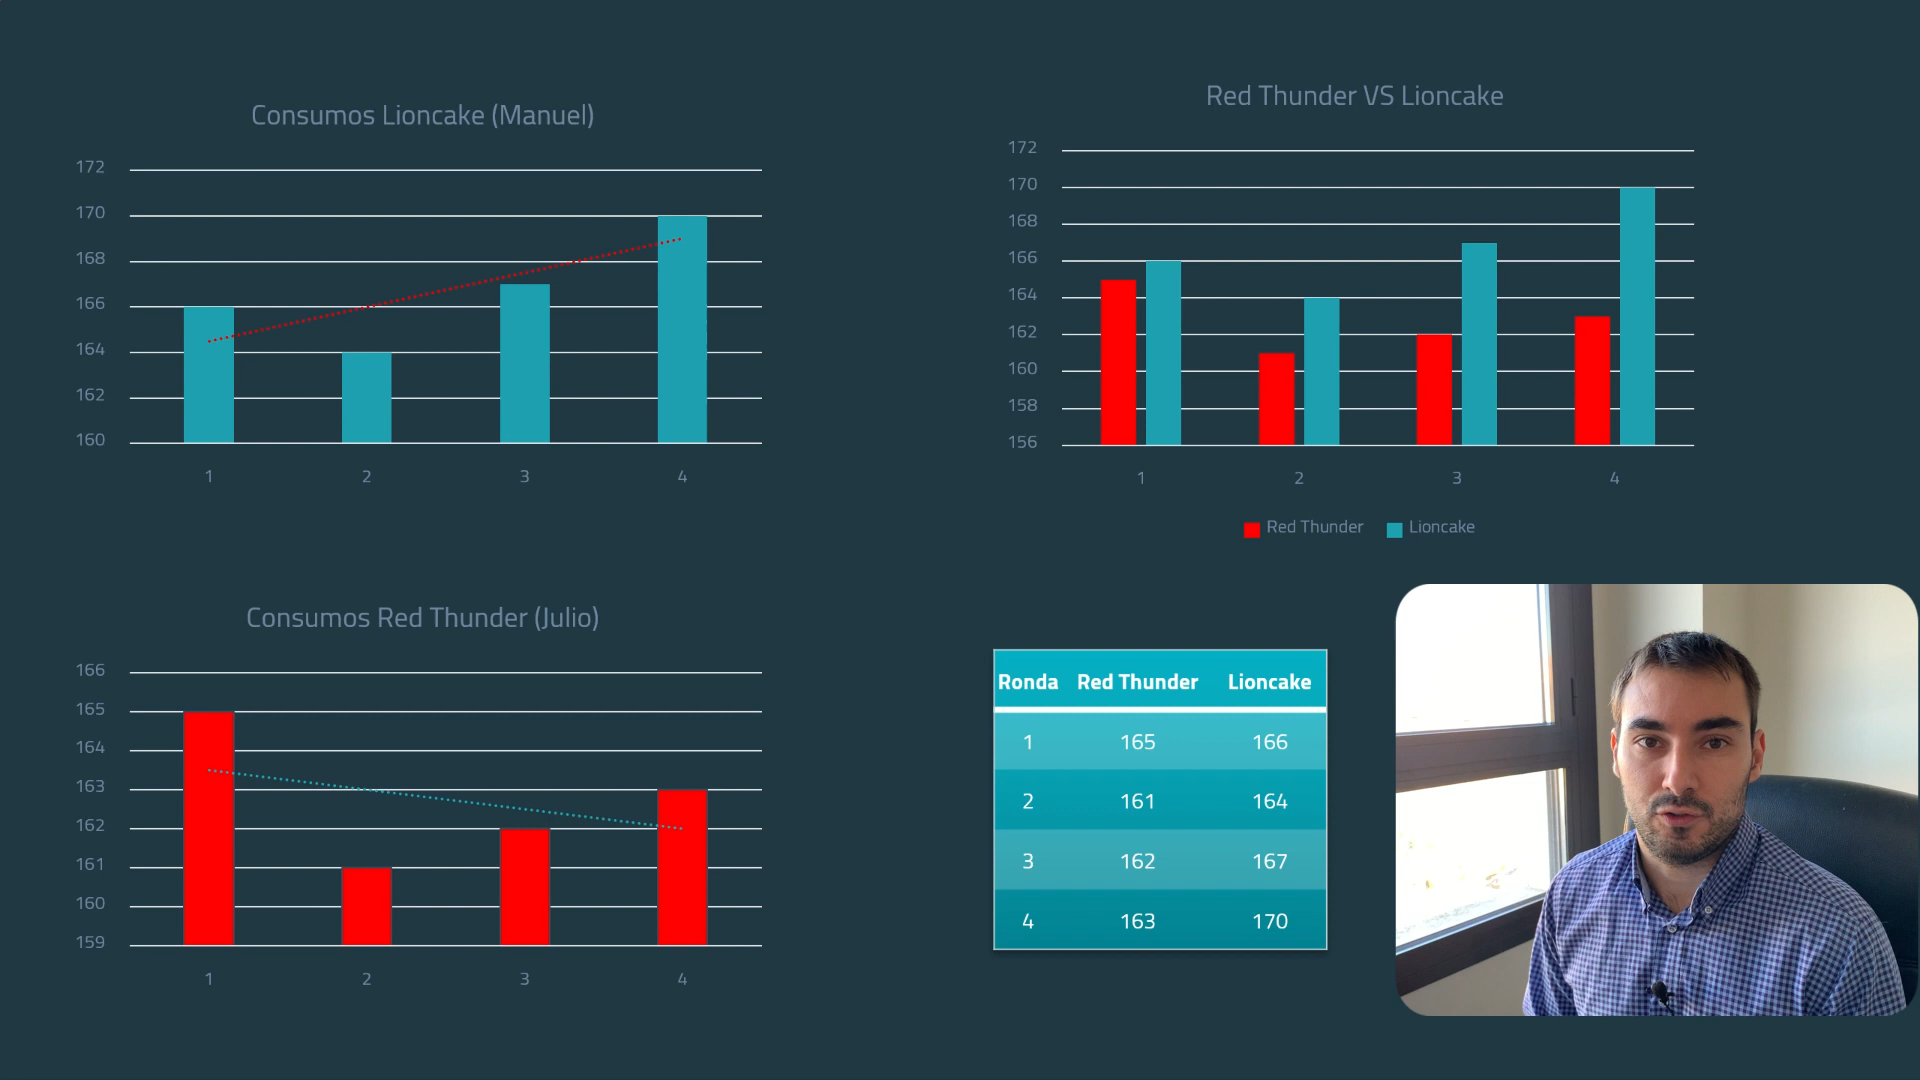 Consumos Lioncake (Manuel)
172
170
168
166
164
162
160
1 2 3 4
Red Thunder VS Lioncake
172
170
168
166
164
162
160
158
156
1 2 3 4
Red Thunder Lioncake
Consumos Red Thunder (Julio)
166
165
164
163
162
161
160
159
1 2 3 4
Ronda Red Thunder Lioncake
1 165 166
2 161 164
3 162 167
4 163 170